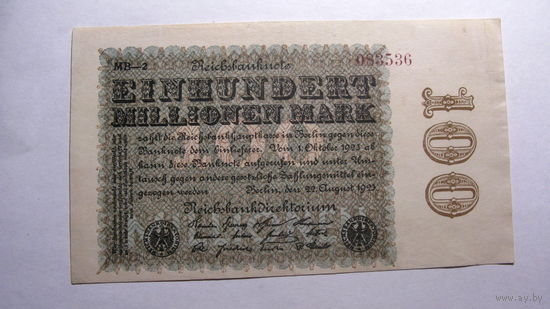 MB—2
Reichsbanknote
083536
EINHUNDERT
MILLIONEN MARK
zahlt die Reichsbankhauptkasse in Berlin gegen diese
Banknote dem Einlieferer. Vom 1. Oktober 1923 ab
kann diese Banknote aufgerufen und unter Um-
tausch gegen andere gesetzliche Zahlungsmittel ein-
gezogen werden
Berlin, den 22. August 1923
Reichsbankdirektorium
100
www.ay.by